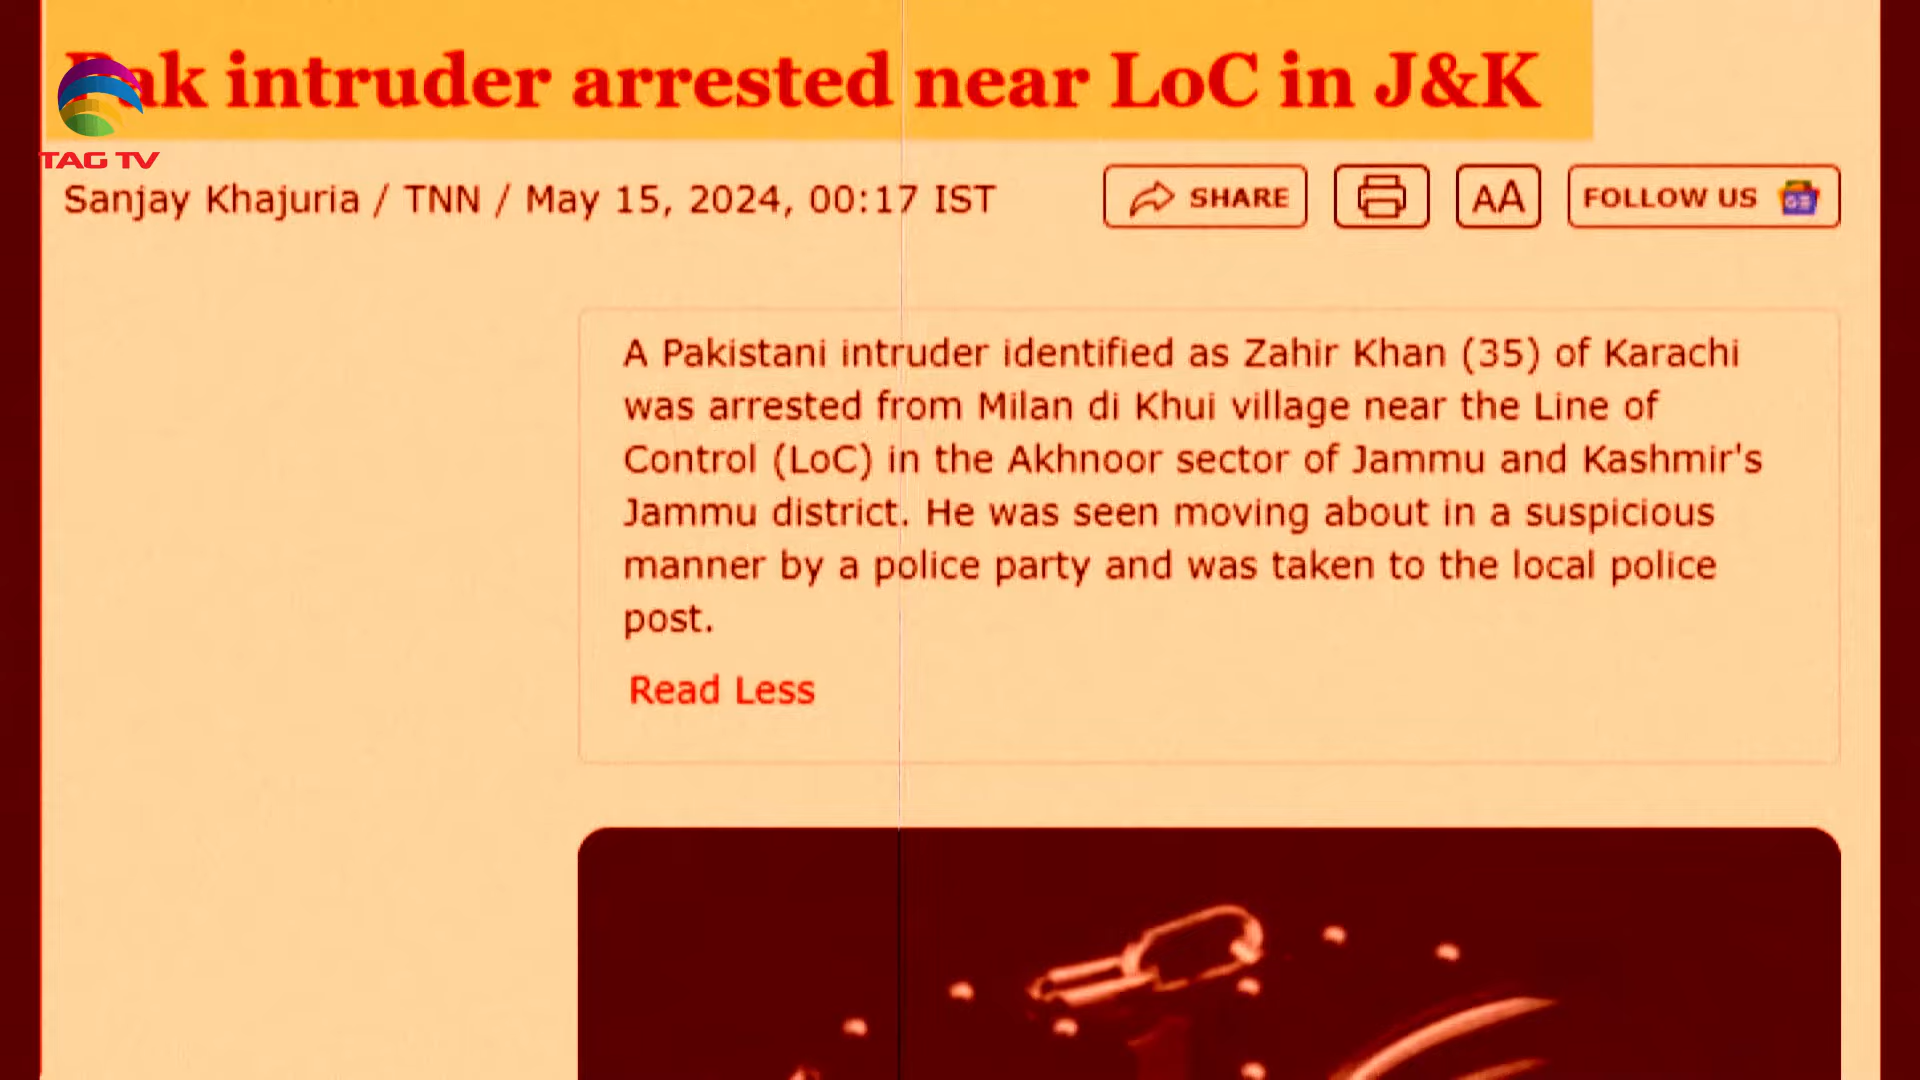 Pak intruder arrested near LoC in J&K
TAG TV
Sanjay Khajuria / TNN / May 15, 2024, 00:17 IST
SHARE
AA
FOLLOW US
A Pakistani intruder identified as Zahir Khan (35) of Karachi
was arrested from Milan di Khui village near the Line of
Control (LoC) in the Akhnoor sector of Jammu and Kashmir's
Jammu district. He was seen moving about in a suspicious
manner by a police party and was taken to the local police
post.
Read Less